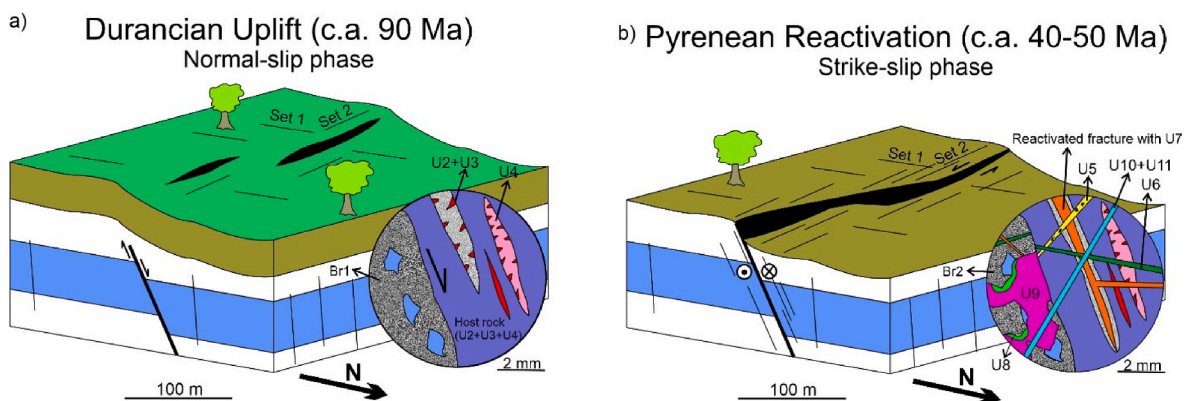 a)
Durancian Uplift (c.a. 90 Ma)
Normal-slip phase
Set 1
Set 2
U2+U3
U4
Br1
Host rock
(U2+U3+U4)
2 mm
100 m
N
b)
Pyrenean Reactivation (c.a. 40-50 Ma)
Strike-slip phase
Set 1
Set 2
Reactivated fracture with U7
U5
U10+U11
U6
Br2
U9
U8
2 mm
100 m
N